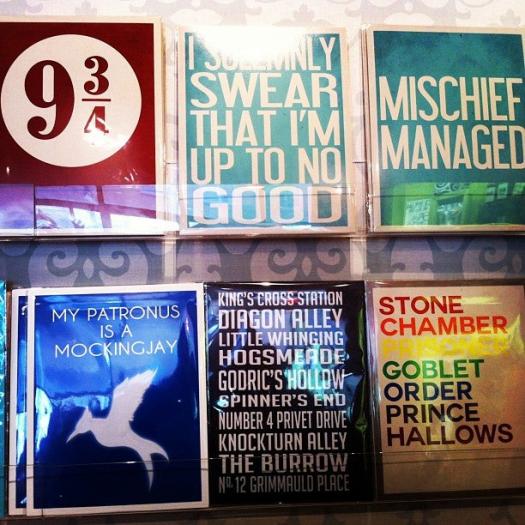 9 3/4
I SOLEMNLY
SWEAR
THAT I'M
UP TO NO
GOOD
MISCHIEF
MANAGED
MY PATRONUS
IS A
MOCKINGJAY
KING'S CROSS STATION
DIAGON ALLEY
LITTLE WHINGING
HOGSMEADE
GODRIC'S HOLLOW
SPINNER'S END
NUMBER 4 PRIVET DRIVE
KNOCKTURN ALLEY
THE BURROW
NO. 12 GRIMMAULD PLACE
STONE
CHAMBER
PRISONER
GOBLET
ORDER
PRINCE
HALLOWS